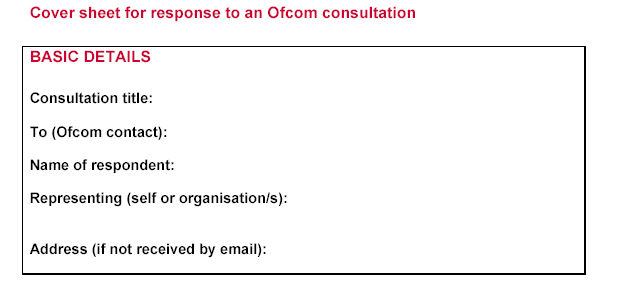 Cover sheet for response to an Ofcom consultation
BASIC DETAILS
Consultation title:
To (Ofcom contact):
Name of respondent:
Representing (self or organisation/s):
Address (if not received by email):